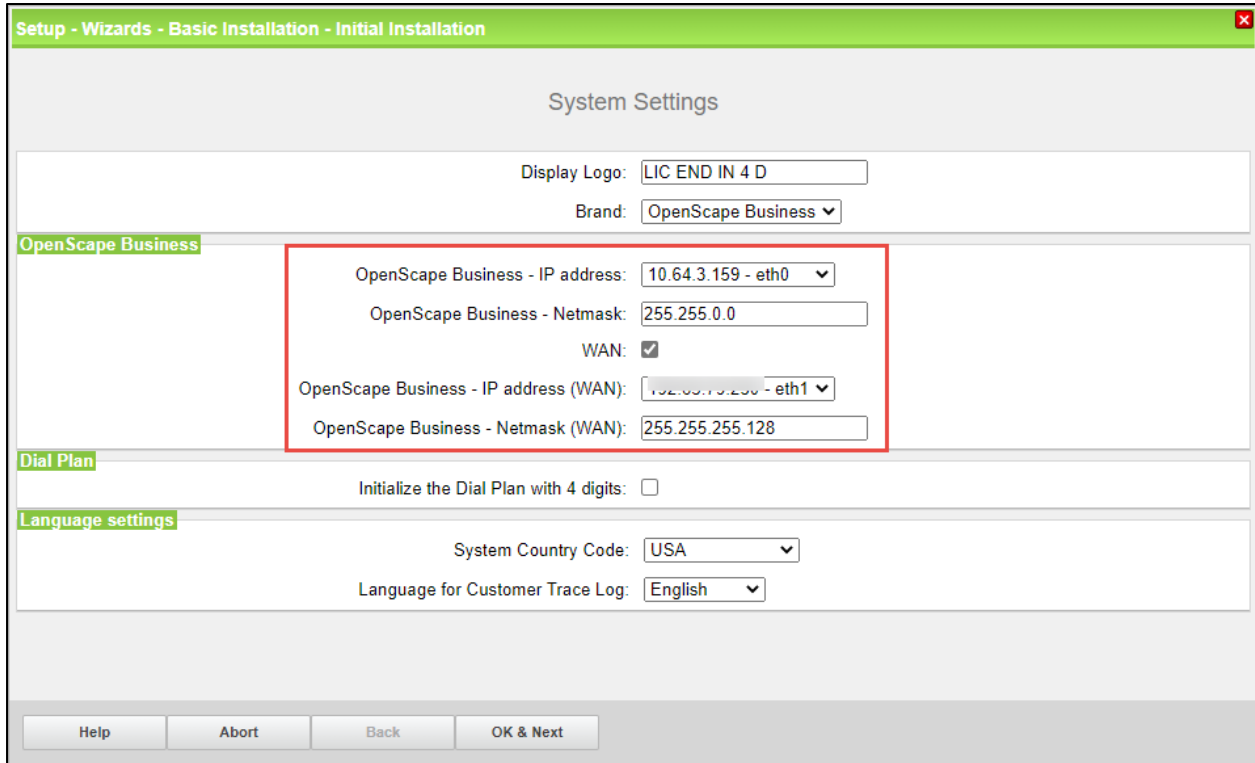 Setup - Wizards - Basic Installation - Initial Installation
System Settings
Display Logo: LIC END IN 4 D
Brand: OpenScape Business
OpenScape Business
OpenScape Business - IP address: 10.64.3.159 - eth0
OpenScape Business - Netmask: 255.255.0.0
WAN:
OpenScape Business - IP address (WAN): - eth1
OpenScape Business - Netmask (WAN): 255.255.255.128
Dial Plan
Initialize the Dial Plan with 4 digits:
Language settings
System Country Code: USA
Language for Customer Trace Log: English
Help Abort Back OK & Next